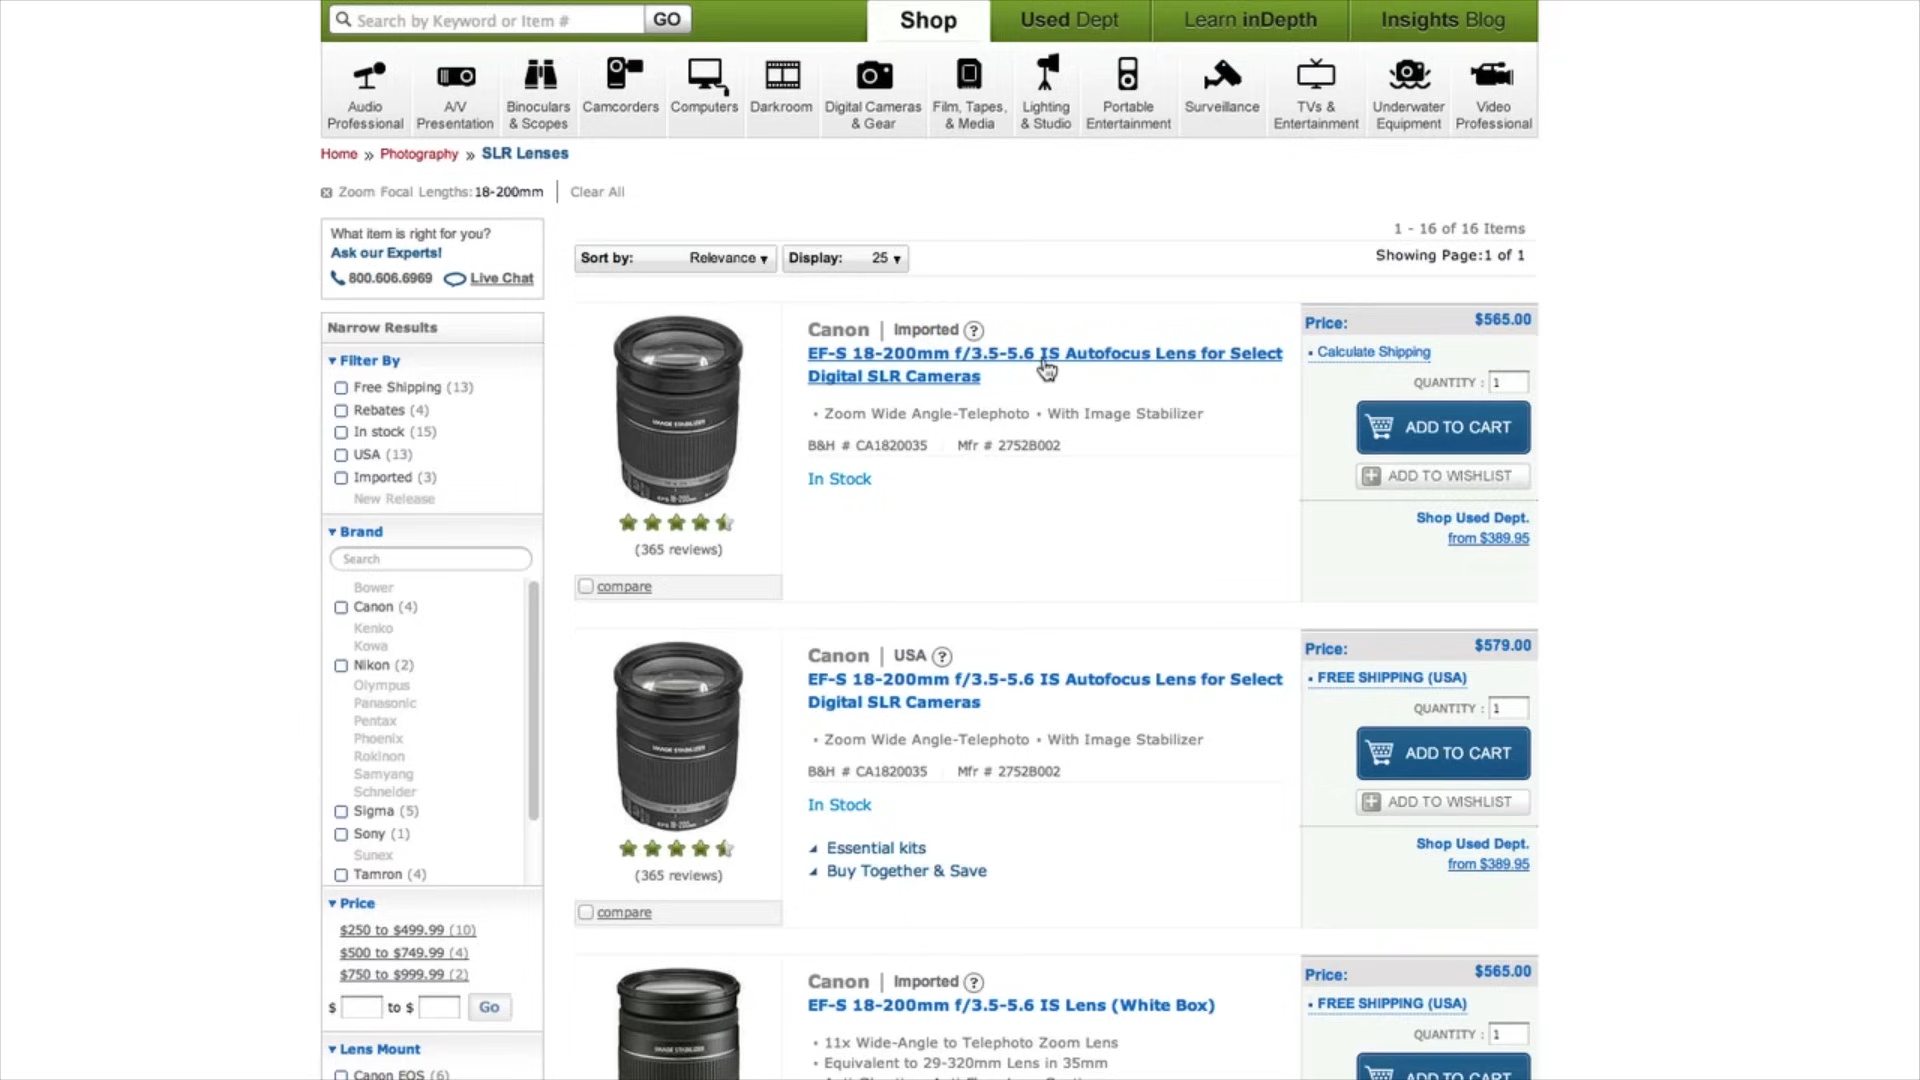 Search by Keyword or Item #
GO
Shop
Used Dept
Learn inDepth
Insights Blog
Audio
Professional
A/V
Presentation
Binoculars
& Scopes
Camcorders
Computers
Darkroom
Digital Cameras
& Gear
Film, Tapes,
& Media
Lighting
& Studio
Portable
Entertainment
Surveillance
TVs &
Entertainment
Underwater
Equipment
Video
Professional
Home » Photography » SLR Lenses
Zoom Focal Lengths: 18-200mm
Clear All
What item is right for you?
Ask our Experts!
800.606.6969 Live Chat
Narrow Results
Filter By
Free Shipping (13)
Rebates (4)
In stock (15)
USA (13)
Imported (3)
New Release
Brand
Search
Bower
Canon (4)
Kenko
Kowa
Nikon (2)
Olympus
Panasonic
Pentax
Phoenix
Rokinon
Samyang
Schneider
Sigma (5)
Sony (1)
Sunex
Tamron (4)
Price
$250 to $499.99 (10)
$500 to $749.99 (4)
$750 to $999.99 (2)
$ to $ Go
Lens Mount
Canon EOS (6)
1 - 16 of 16 Items
Sort by: Relevance ▾
Display: 25 ▾
Showing Page:1 of 1
IMAGE STABILIZER
(365 reviews)
compare
Canon | Imported ?
EF-S 18-200mm f/3.5-5.6 IS Autofocus Lens for Select
Digital SLR Cameras
• Zoom Wide Angle-Telephoto • With Image Stabilizer
B&H # CA1820035 Mfr # 2752B002
In Stock
Price: $565.00
• Calculate Shipping
QUANTITY : 1
ADD TO CART
ADD TO WISHLIST
Shop Used Dept.
from $389.95
IMAGE STABILIZER
(365 reviews)
compare
Canon | USA ?
EF-S 18-200mm f/3.5-5.6 IS Autofocus Lens for Select
Digital SLR Cameras
• Zoom Wide Angle-Telephoto • With Image Stabilizer
B&H # CA1820035 Mfr # 2752B002
In Stock
Essential kits
Buy Together & Save
Price: $579.00
• FREE SHIPPING (USA)
QUANTITY : 1
ADD TO CART
ADD TO WISHLIST
Shop Used Dept.
from $389.95
IMAGE STABILIZER
Canon | Imported ?
EF-S 18-200mm f/3.5-5.6 IS Lens (White Box)
• 11x Wide-Angle to Telephoto Zoom Lens
• Equivalent to 29-320mm Lens in 35mm
Price: $565.00
• FREE SHIPPING (USA)
QUANTITY : 1
ADD TO CART